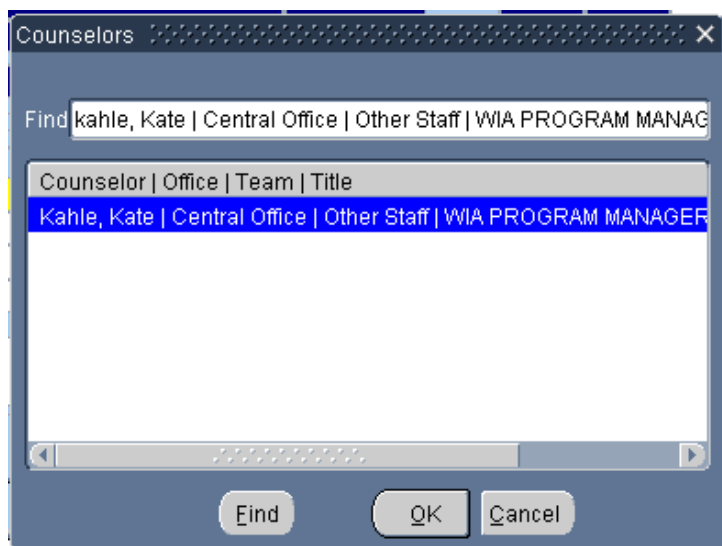 Counselors
Find kahle, Kate | Central Office | Other Staff | WIA PROGRAM MANAG
Counselor | Office | Team | Title
Kahle, Kate | Central Office | Other Staff | WIA PROGRAM MANAGER
Find OK Cancel